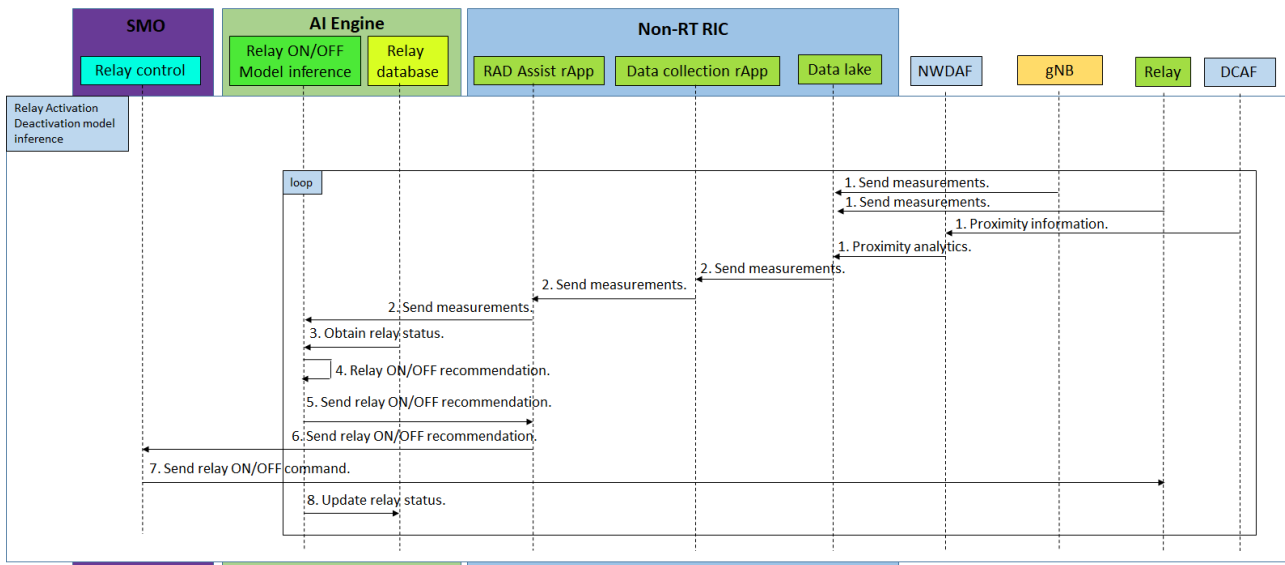 SMO
AI Engine
Non-RT RIC
Relay control
Relay ON/OFF
Model inference
Relay
database
RAD Assist rApp
Data collection rApp
Data lake
NWDAF
gNB
Relay
DCAF
Relay Activation
Deactivation model
inference
loop
1. Send measurements.
1. Send measurements.
1. Proximity information.
1. Proximity analytics.
2. Send measurements.
2. Send measurements.
2. Send measurements.
3. Obtain relay status.
4. Relay ON/OFF recommendation.
5. Send relay ON/OFF recommendation.
6. Send relay ON/OFF recommendation.
7. Send relay ON/OFF command.
8. Update relay status.